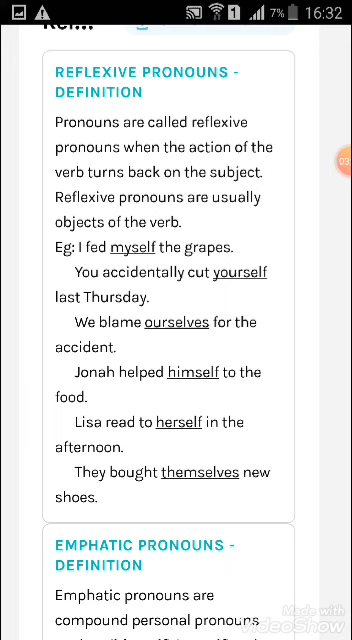 7% 16:32
REFLEXIVE PRONOUNS -
DEFINITION
Pronouns are called reflexive
pronouns when the action of the
verb turns back on the subject.
Reflexive pronouns are usually
objects of the verb.
Eg: I fed myself the grapes.
You accidentally cut yourself
last Thursday.
We blame ourselves for the
accident.
Jonah helped himself to the
food.
Lisa read to herself in the
afternoon.
They bought themselves new
shoes.
EMPHATIC PRONOUNS -
DEFINITION
Emphatic pronouns are
compound personal pronouns
Made with
VideoShow